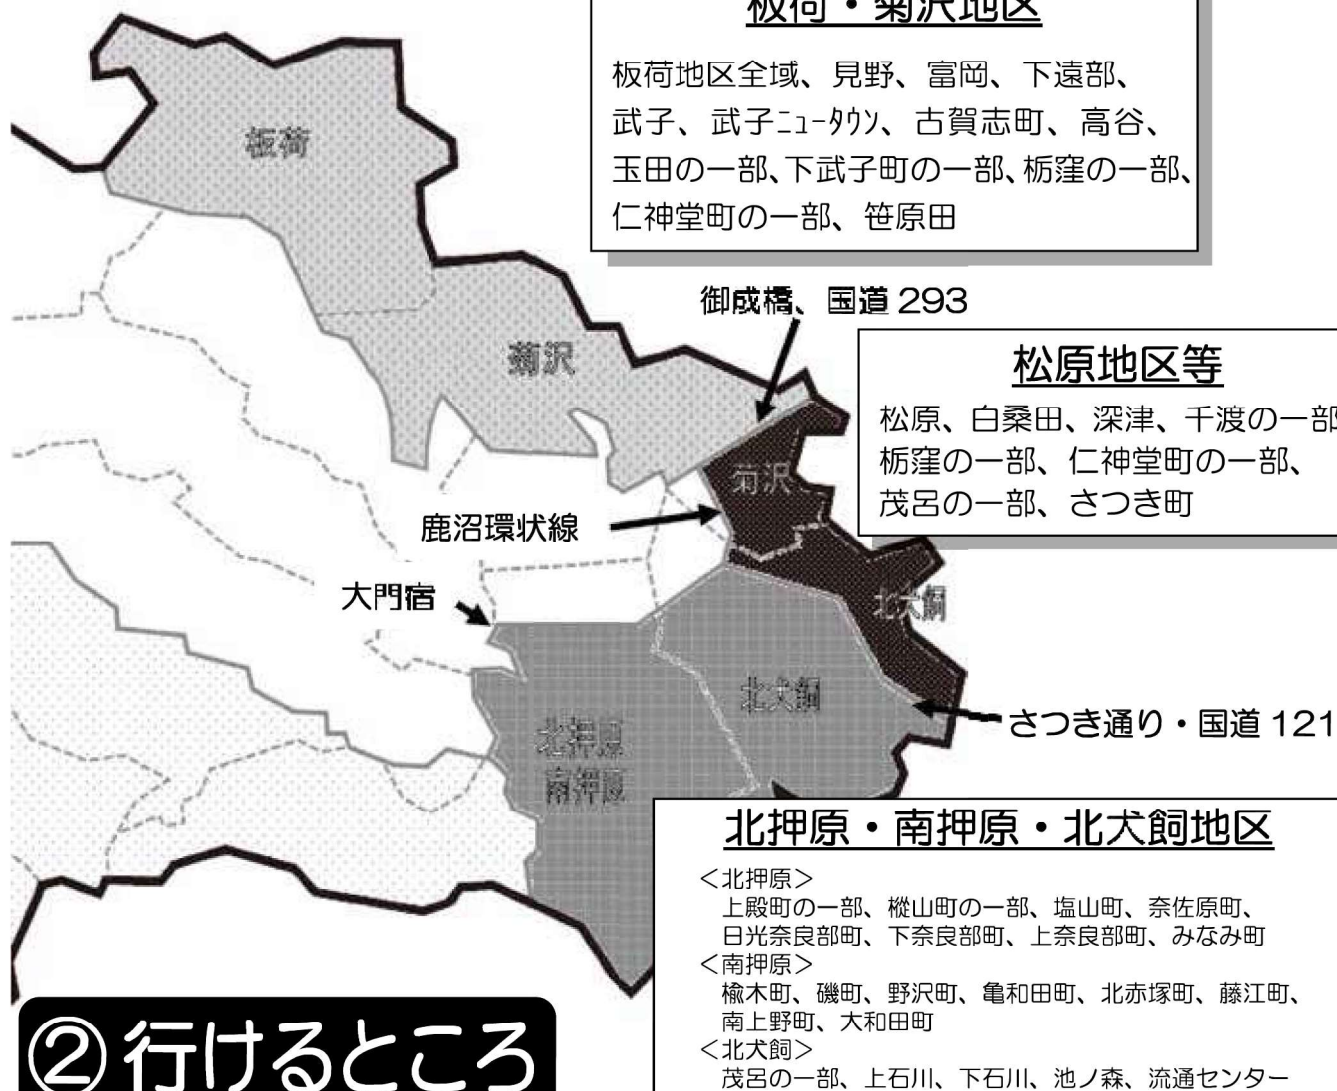 板荷・菊沢地区
板荷地区全域、見野、富岡、下遠部、
武子、武子ﾆｭｰﾀｳﾝ、古賀志町、高谷、
玉田の一部、下武子町の一部、栃窪の一部、
仁神堂町の一部、笹原田
板荷
御成橋、国道 293
菊沢
松原地区等
松原、白桑田、深津、千渡の一部
栃窪の一部、仁神堂町の一部、
茂呂の一部、さつき町
菊沢
鹿沼環状線
大門宿
北犬飼
北犬飼
さつき通り・国道 121
北押原
南押原
北押原・南押原・北犬飼地区
＜北押原＞
上殿町の一部、樅山町の一部、塩山町、奈佐原町、
日光奈良部町、下奈良部町、上奈良部町、みなみ町
＜南押原＞
楡木町、磯町、野沢町、亀和田町、北赤塚町、藤江町、
南上野町、大和田町
＜北犬飼＞
茂呂の一部、上石川、下石川、池ノ森、流通センター
②行けるところ